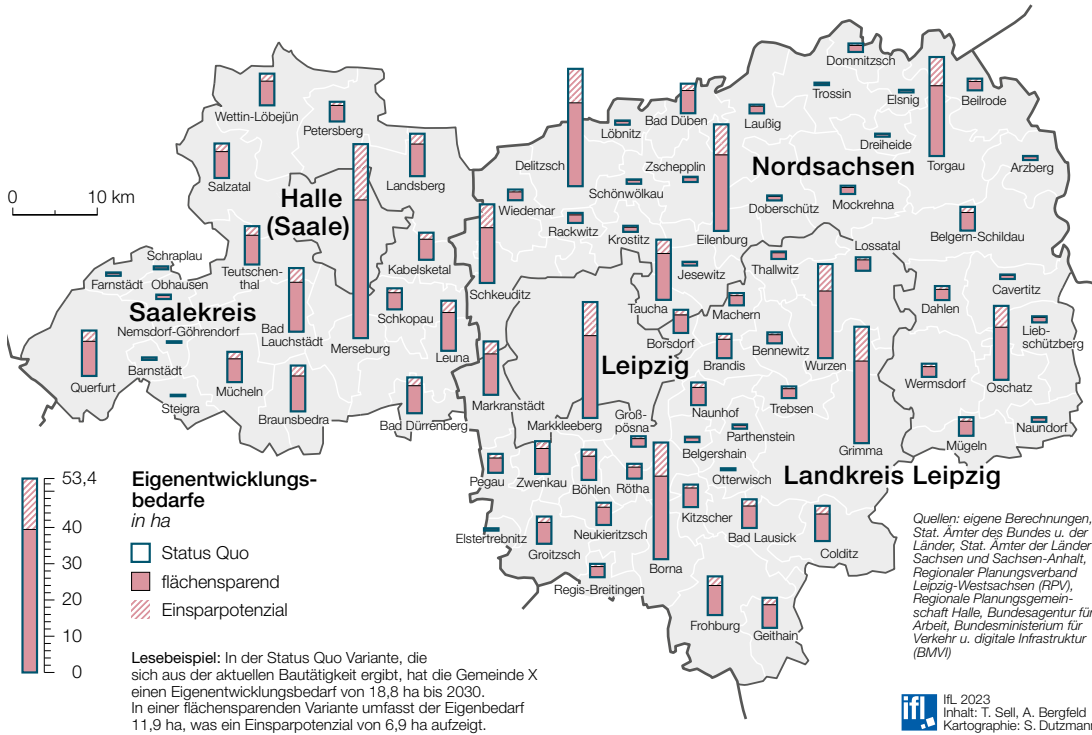 Dommitzsch
Trossin
Elsnig
Beilrode
Wettin-Löbejün
Petersberg
Löbnitz
Bad Düben
Laußig
Dreiheide
Torgau
Delitzsch
Zschepplin
Nordsachsen
Arzberg
Salzatal
Landsberg
Schönwölkau
0 10 km
Halle
(Saale)
Wiedemar
Doberschütz
Mockrehna
Rackwitz
Krostitz
Eilenburg
Belgern-Schildau
Schraplau
Teutschen-
thal
Kabelsketal
Lossatal
Farnstädt
Obhausen
Schkeuditz
Jesewitz
Thallwitz
Cavertitz
Saalekreis
Taucha
Machern
Dahlen
Nemsdorf-Göhrendorf
Bad
Lauchstädt
Schkopau
Merseburg
Leuna
Borsdorf
Bennewitz
Lieb-
schützberg
Leipzig
Brandis
Wurzen
Barnstädt
Querfurt
Wermsdorf
Oschatz
Mücheln
Steigra
Braunsbedra
Bad Dürrenberg
Markranstädt
Markkleeberg
Naunhof
Trebsen
Groß-
pösna
Parthenstein
Mügeln
Naundorf
Belgershain
Grimma
Pegau
Zwenkau
Böhlen
Rötha
Otterwisch
Landkreis Leipzig
53,4
40
30
20
10
0
Eigenentwicklungs-
bedarfe
in ha
Status Quo
flächensparend
Einsparpotenzial
Kitzscher
Elstertrebnitz
Groitzsch
Neukieritzsch
Bad Lausick
Colditz
Borna
Regis-Breitingen
Frohburg
Geithain
Quellen: eigene Berechnungen,
Stat. Ämter des Bundes u. der
Länder, Stat. Ämter der Länder
Sachsen und Sachsen-Anhalt,
Regionaler Planungsverband
Leipzig-Westsachsen (RPV),
Regionale Planungsgemein-
schaft Halle, Bundesagentur für
Arbeit, Bundesministerium für
Verkehr u. digitale Infrastruktur
(BMVI)
Lesebeispiel: In der Status Quo Variante, die
sich aus der aktuellen Bautätigkeit ergibt, hat die Gemeinde X
einen Eigenentwicklungsbedarf von 18,8 ha bis 2030.
In einer flächensparenden Variante umfasst der Eigenbedarf
11,9 ha, was ein Einsparpotenzial von 6,9 ha aufzeigt.
ifl
IfL 2023
Inhalt: T. Sell, A. Bergfeld
Kartographie: S. Dutzmann